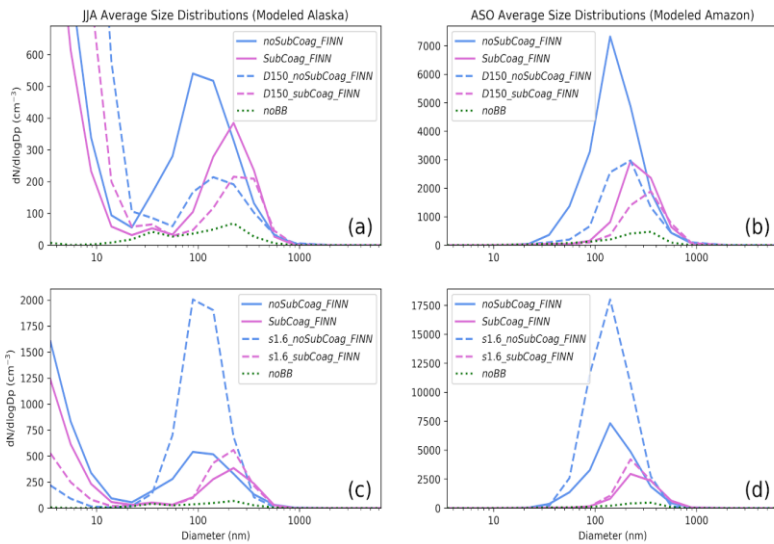 JJA Average Size Distributions (Modeled Alaska)
600
500
400
300
200
100
0
dN/dlogDp (cm⁻³)
noSubCoag_FINN
SubCoag_FINN
D150_noSubCoag_FINN
D150_subCoag_FINN
noBB
(a)
10
100
1000
ASO Average Size Distributions (Modeled Amazon)
7000
6000
5000
4000
3000
2000
1000
0
noSubCoag_FINN
SubCoag_FINN
D150_noSubCoag_FINN
D150_subCoag_FINN
noBB
(b)
10
100
1000
2000
1750
1500
1250
1000
750
500
250
0
dN/dlogDp (cm⁻³)
noSubCoag_FINN
SubCoag_FINN
s1.6_noSubCoag_FINN
s1.6_subCoag_FINN
noBB
(c)
10
100
1000
Diameter (nm)
17500
15000
12500
10000
7500
5000
2500
0
noSubCoag_FINN
SubCoag_FINN
s1.6_noSubCoag_FINN
s1.6_subCoag_FINN
noBB
(d)
10
100
1000
Diameter (nm)